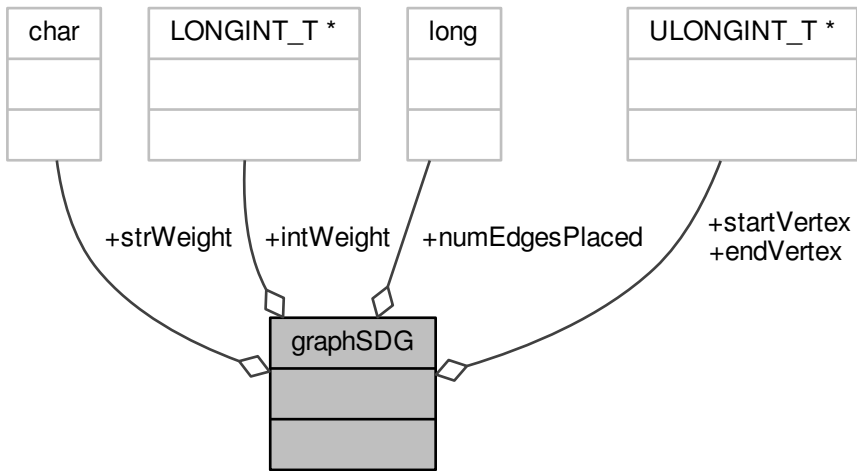 char
LONGINT_T *
long
ULONGINT_T *
+strWeight
+intWeight
+numEdgesPlaced
+startVertex
+endVertex
graphSDG